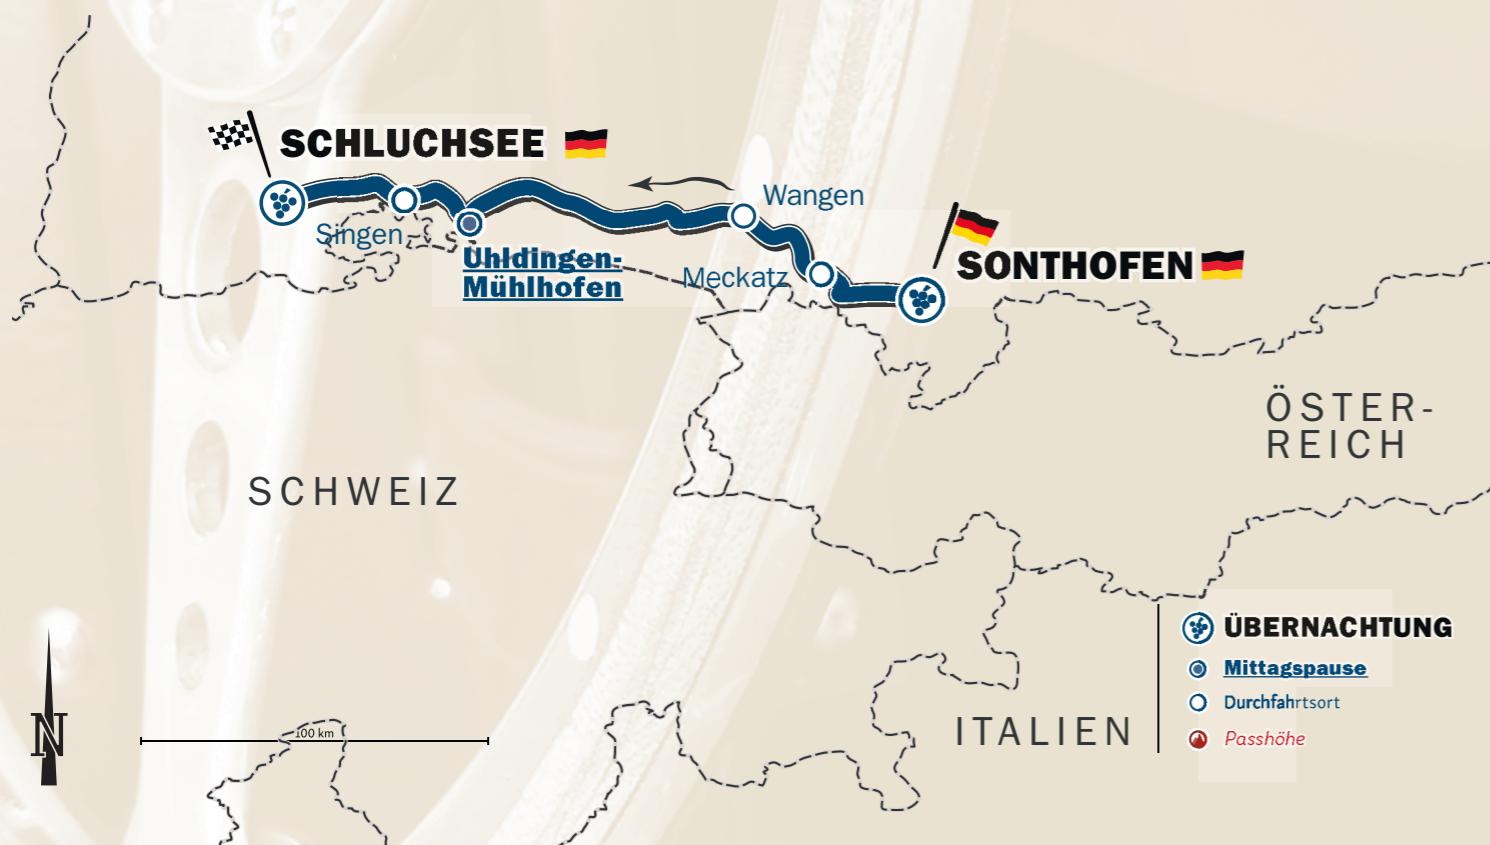 SCHLUCHSEE
Wangen
Singen
Uhldingen-
Mühlhofen
Meckatz
SONTHOFEN
ÖSTER-
REICH
SCHWEIZ
ITALIEN
N
100 km
ÜBERNACHTUNG
Mittagspause
Durchfahrtsort
Passhöhe